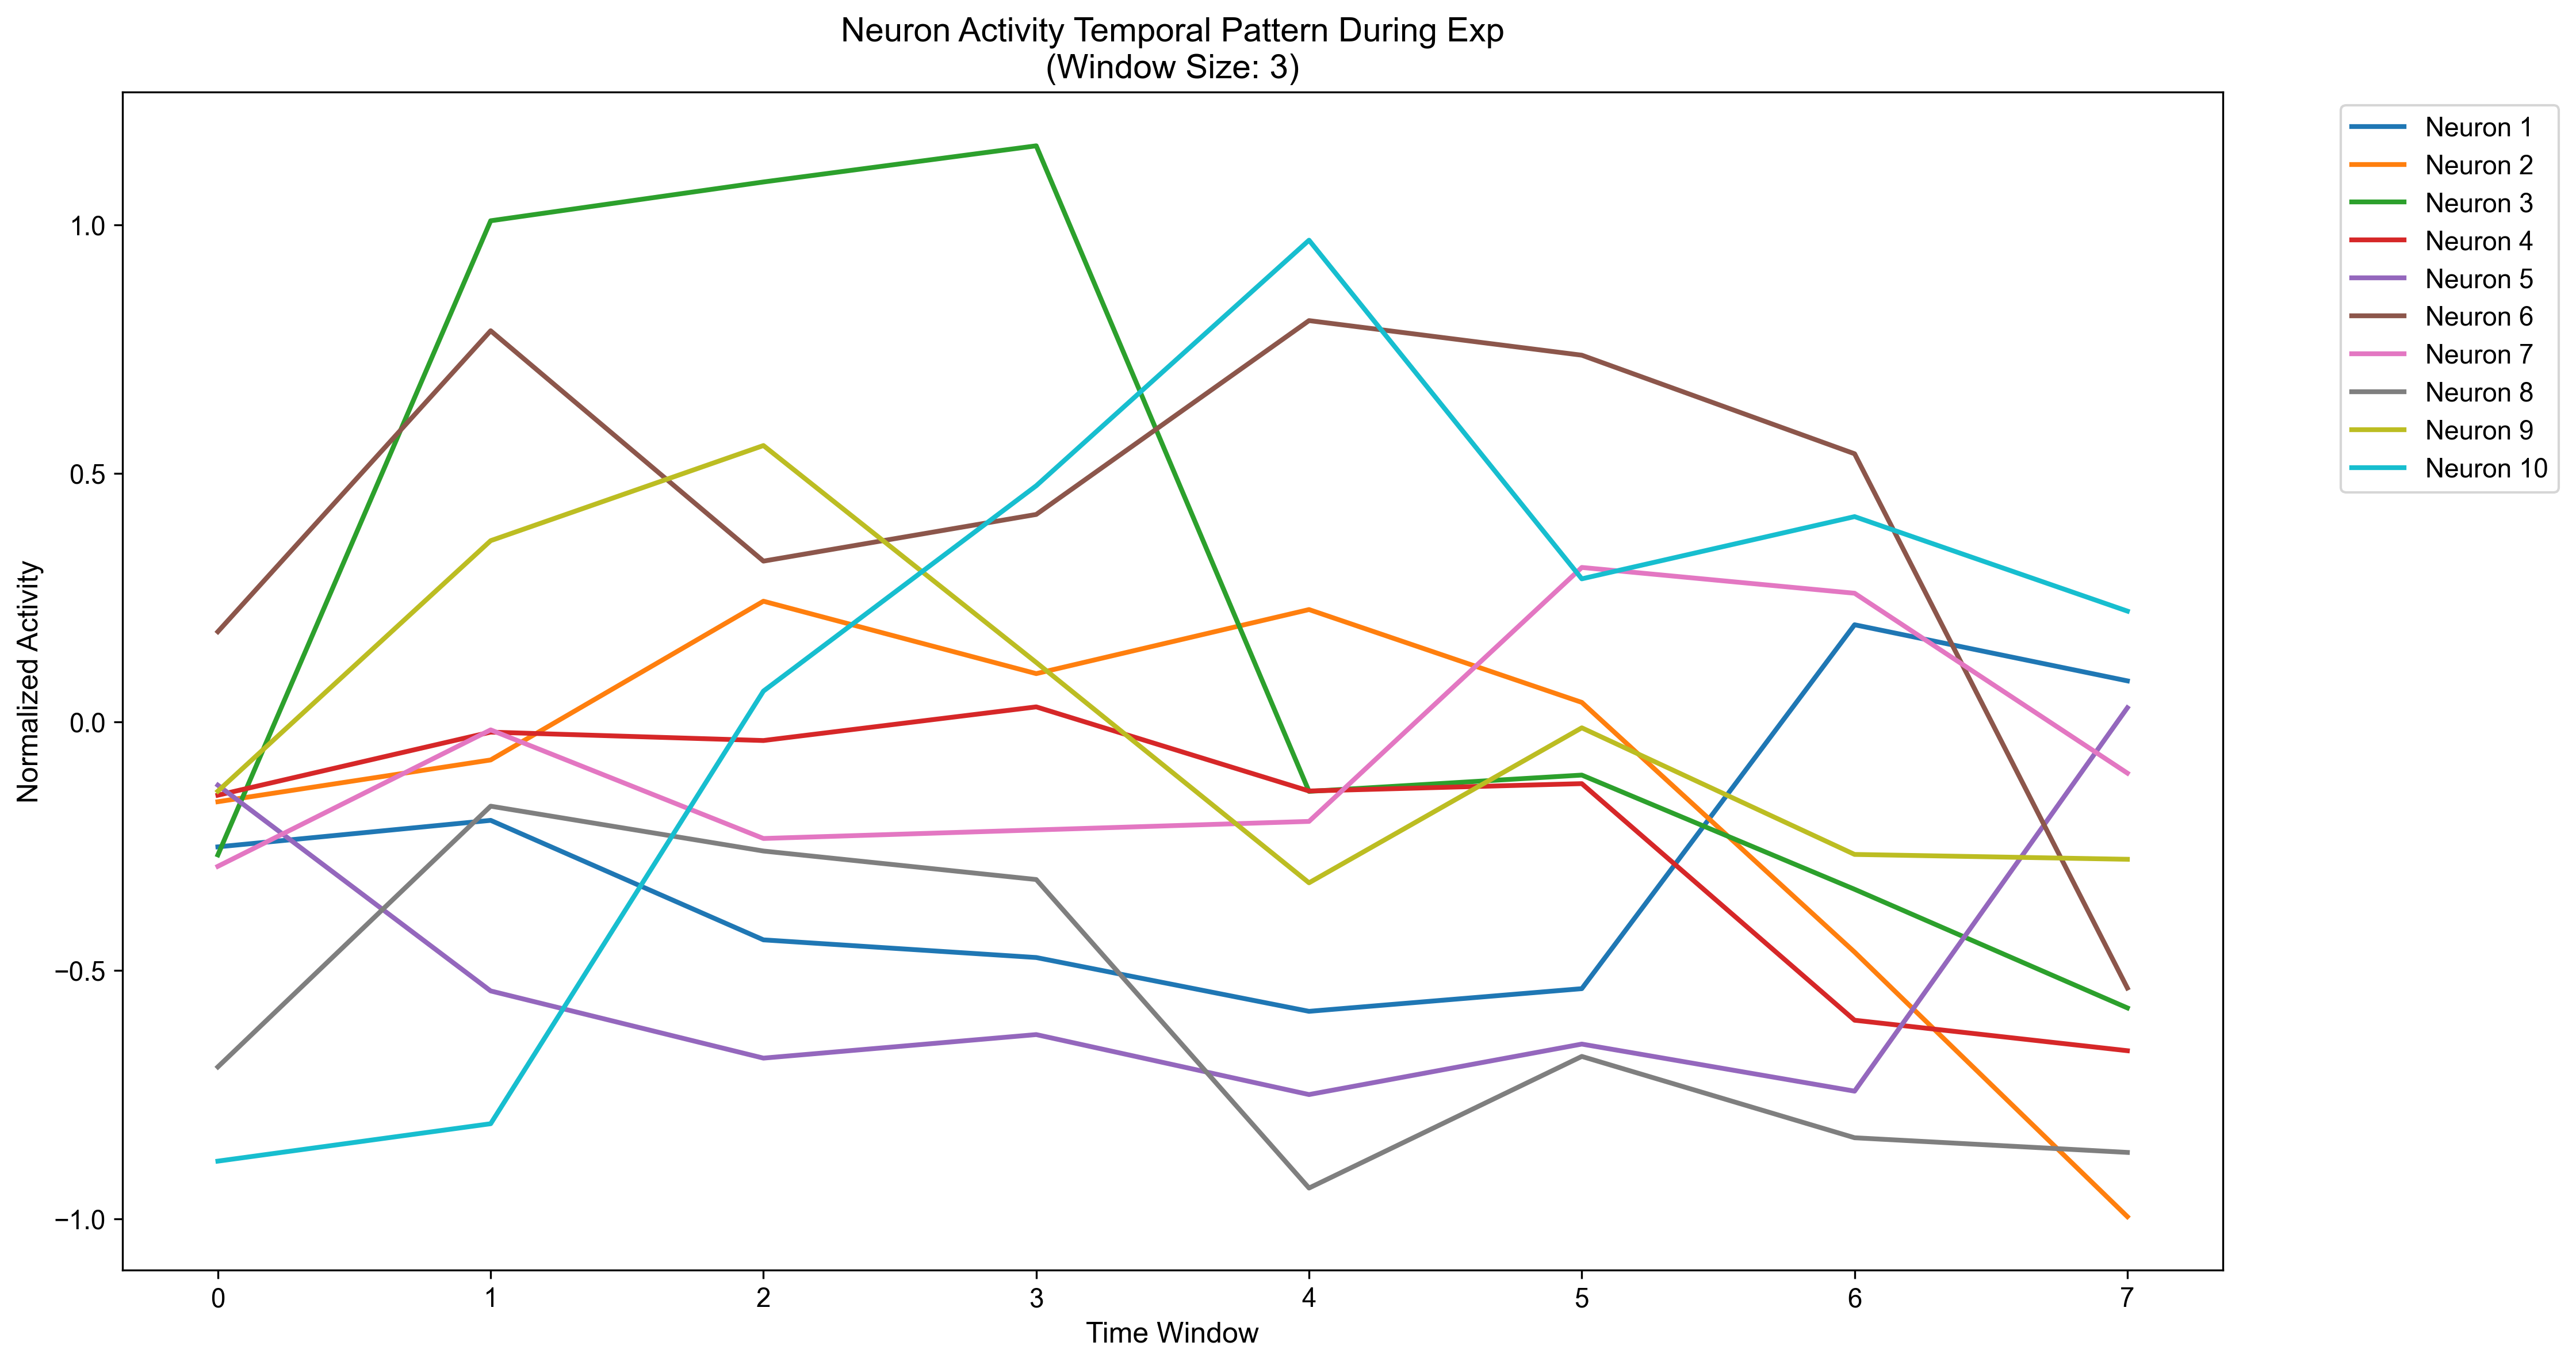 Neuron Activity Temporal Pattern During Exp
(Window Size: 3)
Neuron 1
Neuron 2
Neuron 3
Neuron 4
Neuron 5
Neuron 6
Neuron 7
Neuron 8
Neuron 9
Neuron 10
Normalized Activity
1.0
0.5
0.0
−0.5
−1.0
0 1 2 3 4 5 6 7
Time Window